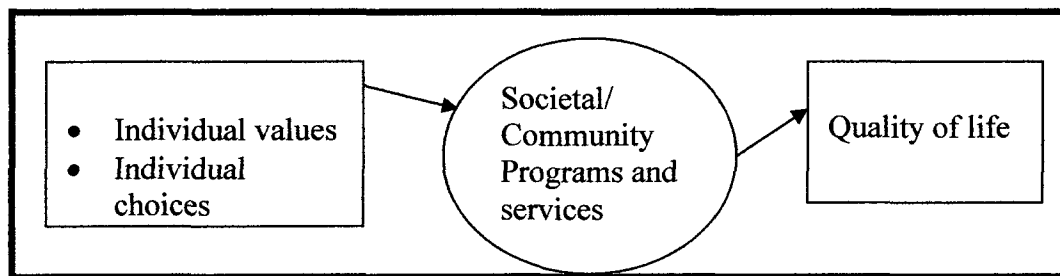 • Individual values
• Individual
choices
Societal/
Community
Programs and
services
Quality of life